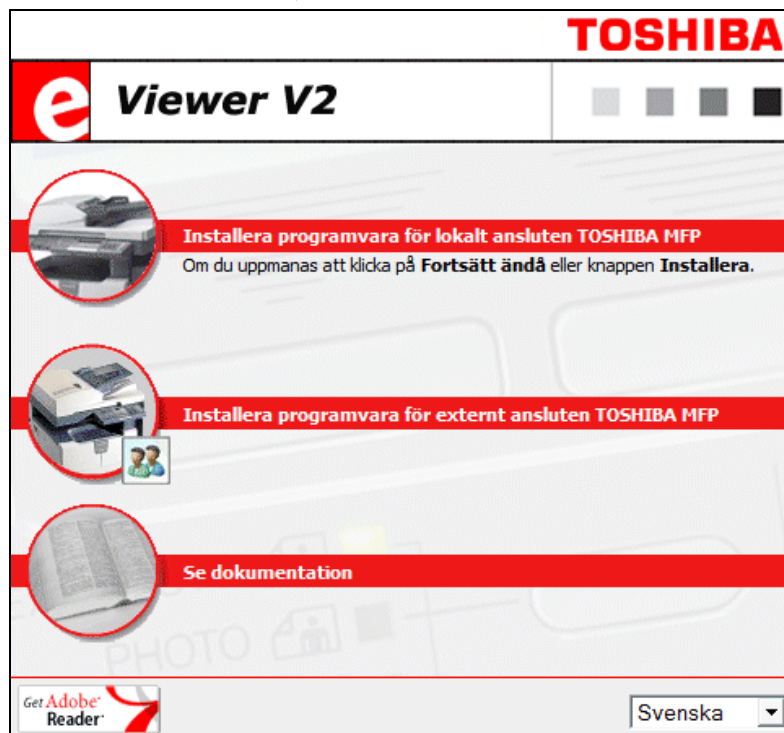 TOSHIBA
e Viewer V2
Installera programvara för lokalt ansluten TOSHIBA MFP
Om du uppmanas att klicka på Fortsätt ändå eller knappen Installera.
Installera programvara för externt ansluten TOSHIBA MFP
Se dokumentation
PHOTO
Get Adobe®
Reader®
Svenska